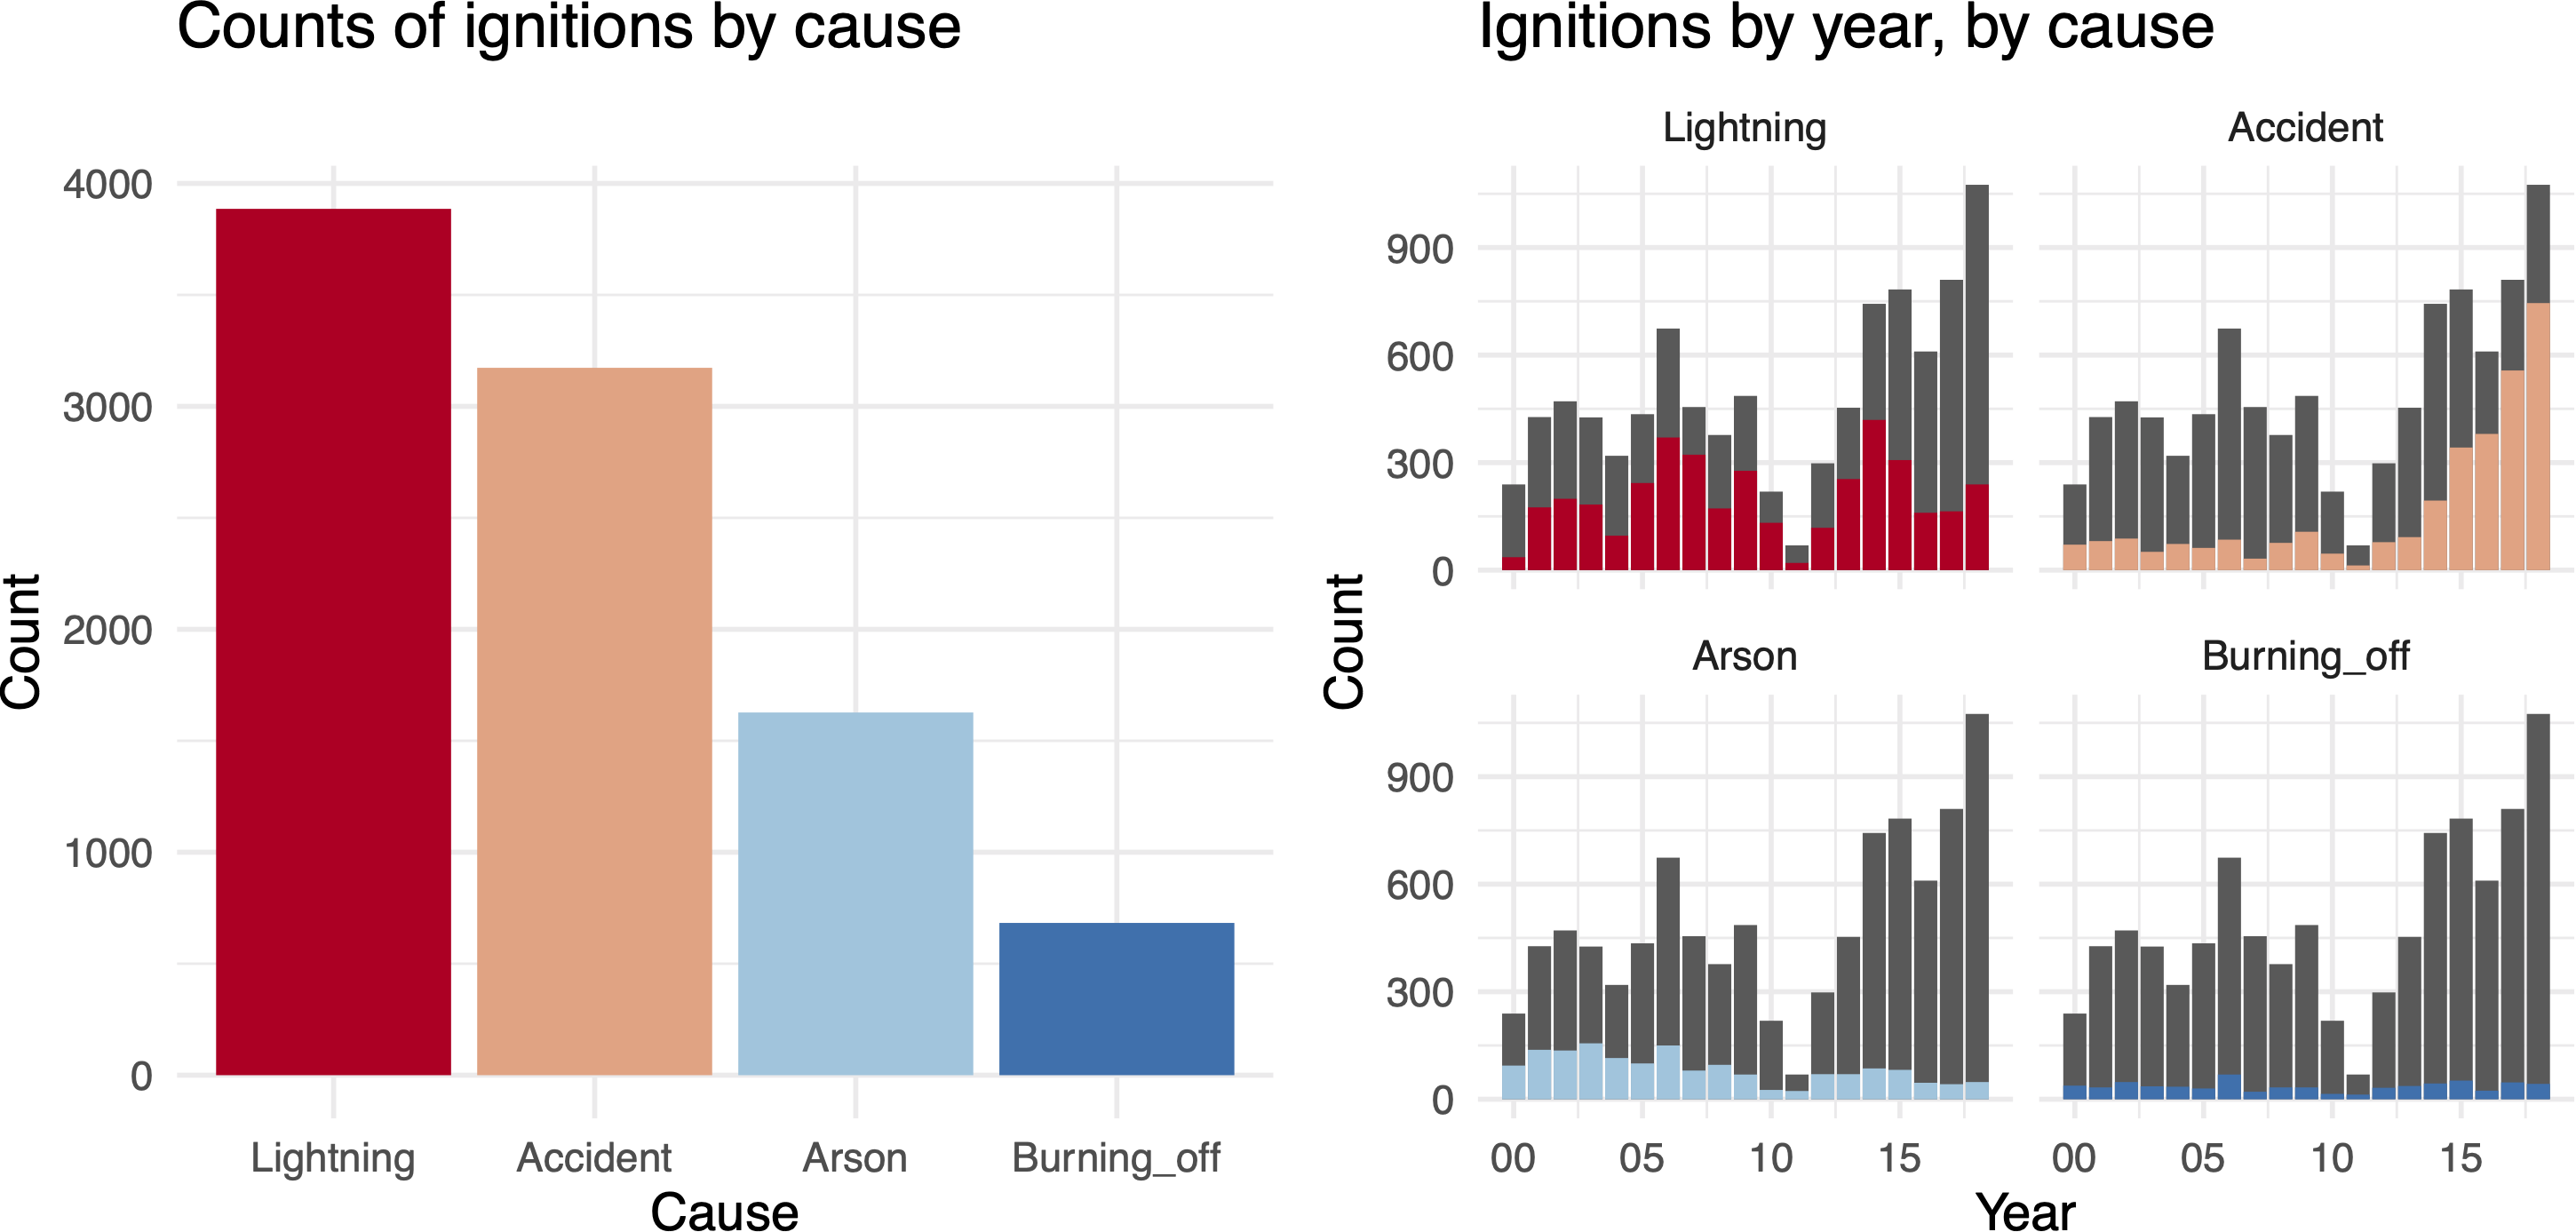 Counts of ignitions by cause
Count
4000
3000
2000
1000
0
Lightning Accident Arson Burning_off
Cause
Ignitions by year, by cause
Count
Lightning Accident
900
600
300
0
Arson Burning_off
900
600
300
0
00 05 10 15 00 05 10 15
Year